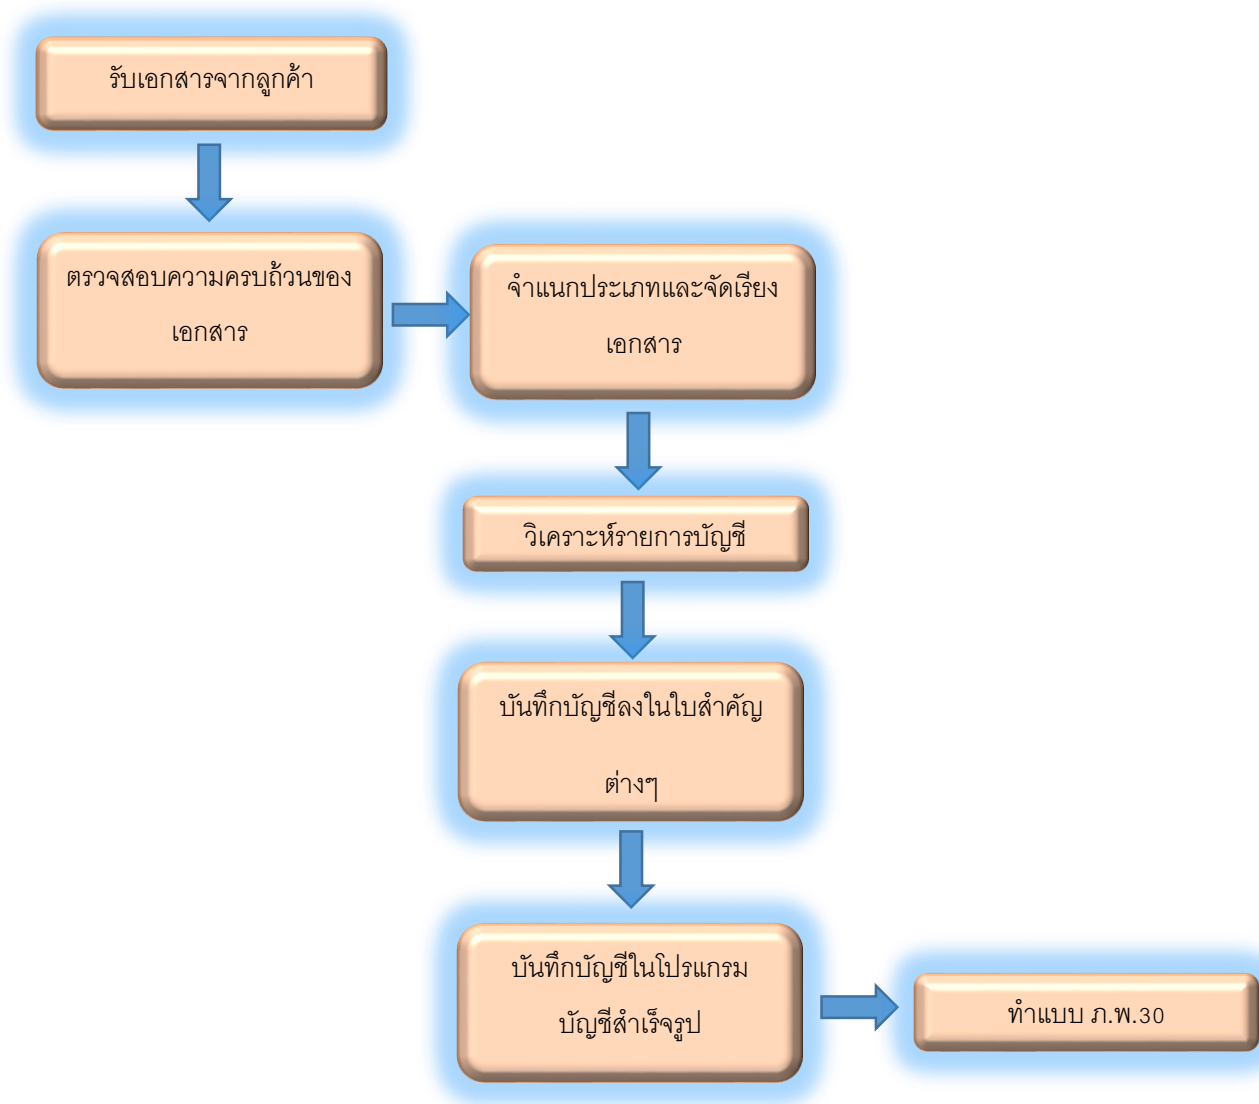 รับเอกสารจากลูกค้า
ตรวจสอบความครบถ้วนของ
เอกสาร
จำแนกประเภทและจัดเรียง
เอกสาร
วิเคราะห์รายการบัญชี
บันทึกบัญชีลงในใบสำคัญ
ต่างๆ
บันทึกบัญชีในโปรแกรม
บัญชีสำเร็จรูป
ทำแบบ ภ.พ.30